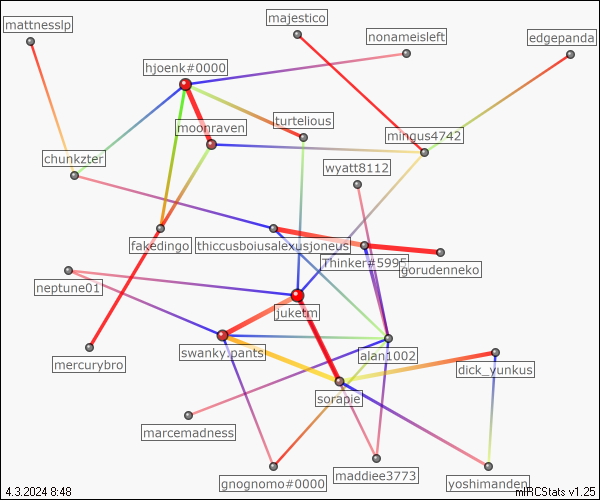 mattnesslp
majestico
nonameisleft
edgepanda
hjoenk#0000
turtelious
moonraven
mingus4742
chunkzter
wyatt8112
fakedingo
thiccusboiusalexusjoneus
Thinker#5995
gorudenneko
neptune01
juketm
swanky.pants
alan1002
mercurybro
dick_yunkus
sorapie
marcemadness
gnognomo#0000
maddiee3773
yoshimanden
4.3.2024 8:48
mIRCStats v1.25